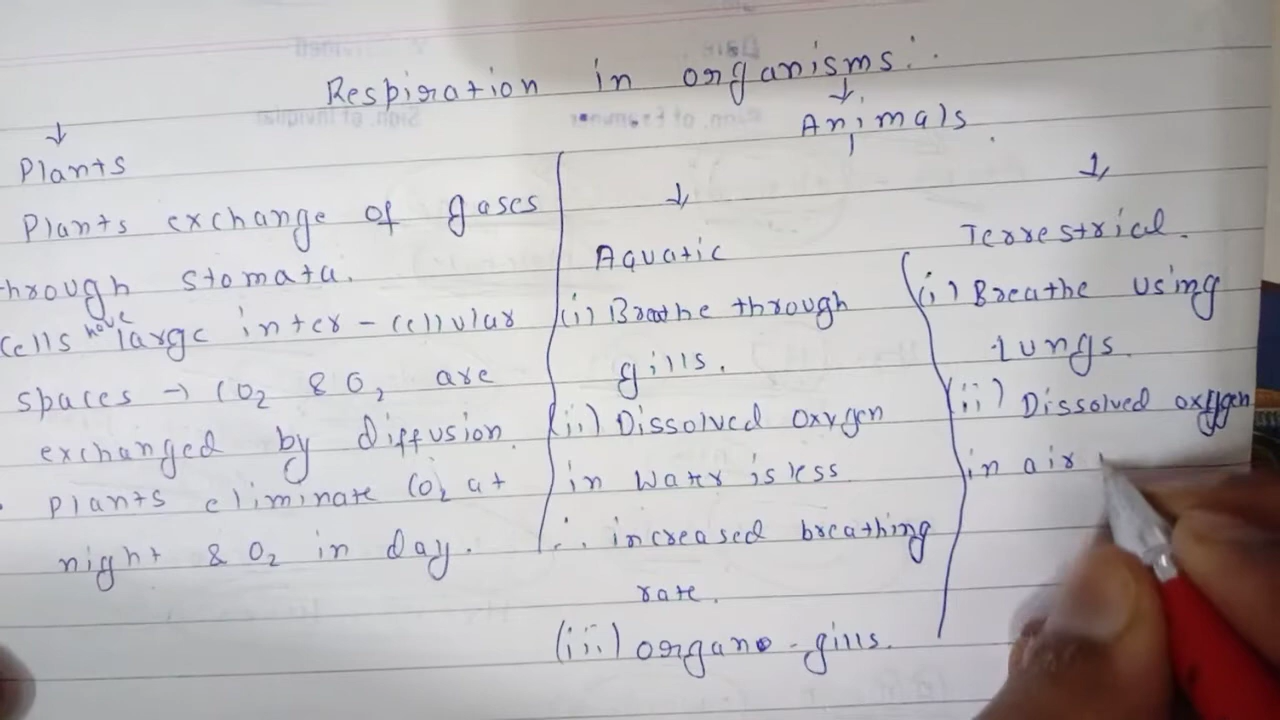 Respiration in organisms:.
Plants
Plants exchange of gases
through stomata.
Cells have large inter-cellular
spaces → CO2 & O2 are
exchanged by diffusion.
Plants eliminate CO2 at
night & O2 in day.
Animals
Aquatic
(i) Breathe through
gills.
(ii) Dissolved oxygen
in water is less
∴ increased breathing
rate.
(iii) organo - gills.
Terrestrial.
(i) Breathe using
lungs.
(ii) Dissolved oxygen
in air